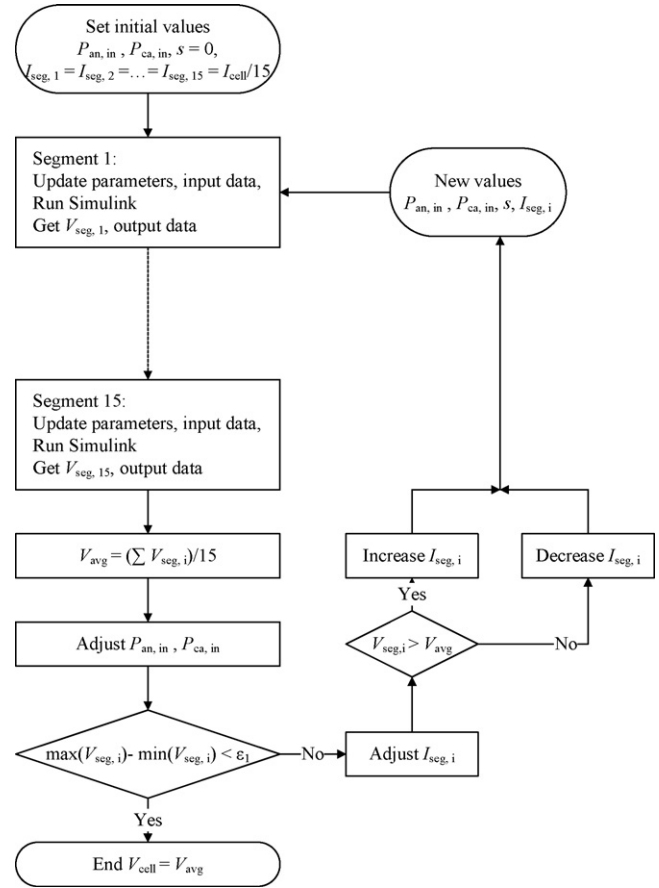 Set initial values
P_an, in , P_ca, in, s = 0,
I_seg, 1 = I_seg, 2 =…= I_seg, 15 = I_cell/15
Segment 1:
Update parameters, input data,
Run Simulink
Get V_seg, 1, output data
New values
P_an, in , P_ca, in, s, I_seg, i
Segment 15:
Update parameters, input data,
Run Simulink
Get V_seg, 15, output data
V_avg = (∑ V_seg, i)/15
Adjust P_an, in , P_ca, in
max(V_seg, i)- min(V_seg, i) < ε_1
No
Adjust I_seg, i
V_seg,i > V_avg
Yes
Increase I_seg, i
No
Decrease I_seg, i
Yes
End V_cell = V_avg